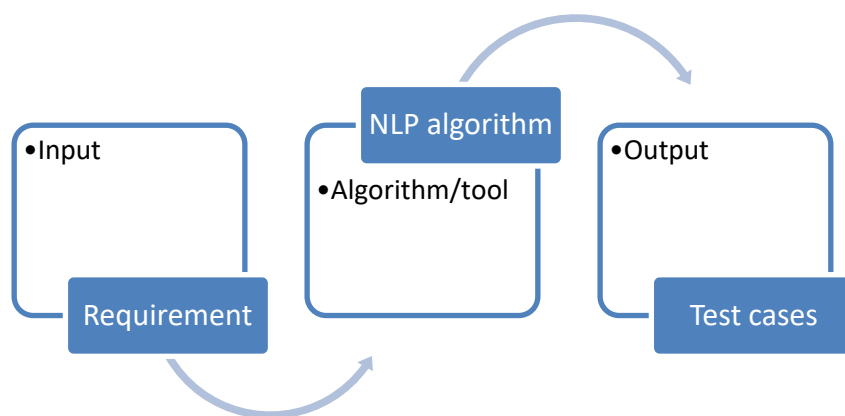 •Input
Requirement
NLP algorithm
•Algorithm/tool
•Output
Test cases